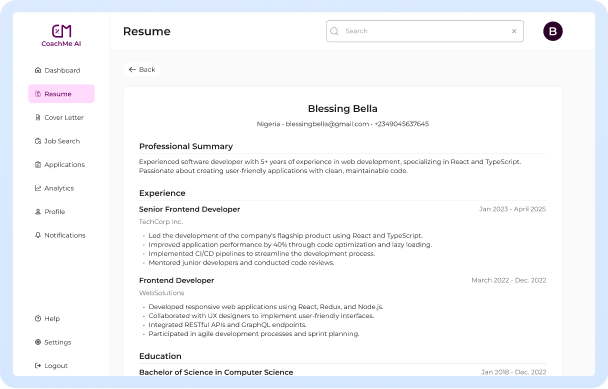 CoachMe AI
Resume
Search
B
Dashboard
Resume
Cover Letter
Job Search
Applications
Analytics
Profile
Notifications
Help
Settings
Logout
Back
Blessing Bella
Nigeria - blessingbella@gmail.com - +2349045637645
Professional Summary
Experienced software developer with 5+ years of experience in web development, specializing in React and TypeScript.
Passionate about creating user-friendly applications with clean, maintainable code.
Experience
Senior Frontend Developer Jan 2023 - April 2025
TechCorp Inc.
• Led the development of the company's flagship product using React and TypeScript.
• Improved application performance by 40% through code optimization and lazy loading.
• Implemented CI/CD pipelines to streamline the development process.
• Mentored junior developers and conducted code reviews.
Frontend Developer March 2022 - Dec. 2022
WebSolutions
• Developed responsive web applications using React, Redux, and Node.js.
• Collaborated with UX designers to implement user-friendly interfaces.
• Integrated RESTful APIs and GraphQL endpoints.
• Participated in agile development processes and sprint planning.
Education
Bachelor of Science in Computer Science Jan 2018 - Dec. 2022